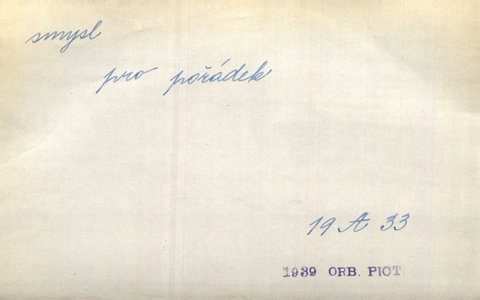 smysl
pro pořádek
19 A 33
1939 ORB. PIOT.